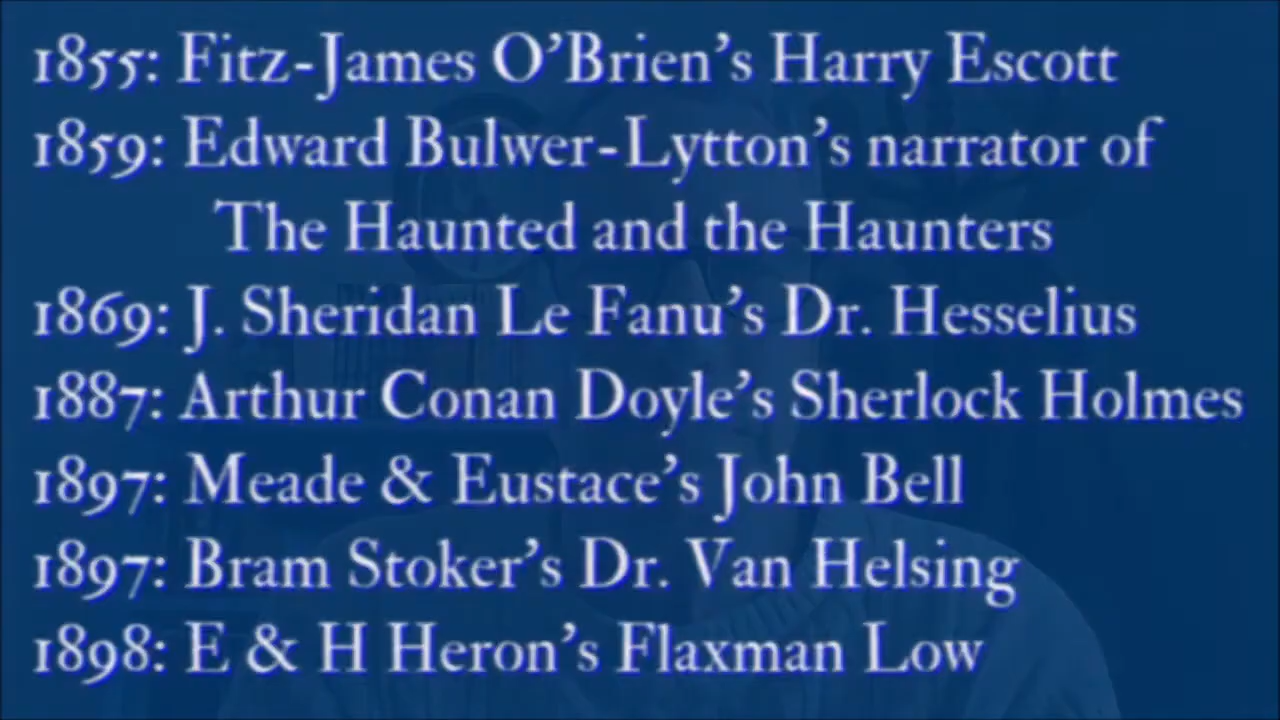 1855: Fitz-James O’Brien’s Harry Escott
1859: Edward Bulwer-Lytton’s narrator of
The Haunted and the Haunters
1869: J. Sheridan Le Fanu’s Dr. Hesselius
1887: Arthur Conan Doyle’s Sherlock Holmes
1897: Meade & Eustace’s John Bell
1897: Bram Stoker’s Dr. Van Helsing
1898: E & H Heron’s Flaxman Low